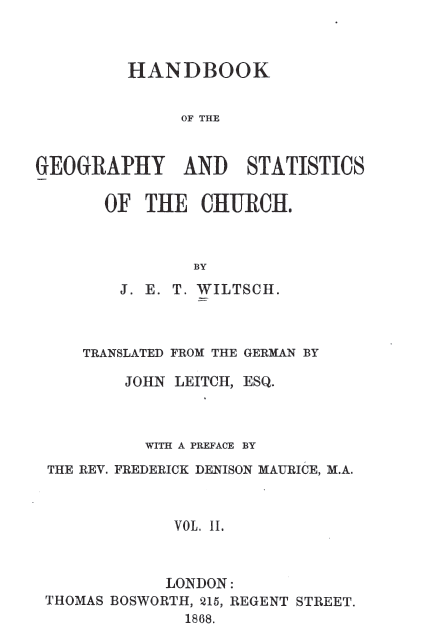 HANDBOOK
OF THE
GEOGRAPHY AND STATISTICS
OF THE CHURCH.
BY
J. E. T. WILTSCH.
TRANSLATED FROM THE GERMAN BY
JOHN LEITCH, ESQ.
WITH A PREFACE BY
THE REV. FREDERICK DENISON MAURICE, M.A.
VOL. II.
LONDON:
THOMAS BOSWORTH, 215, REGENT STREET.
1868.